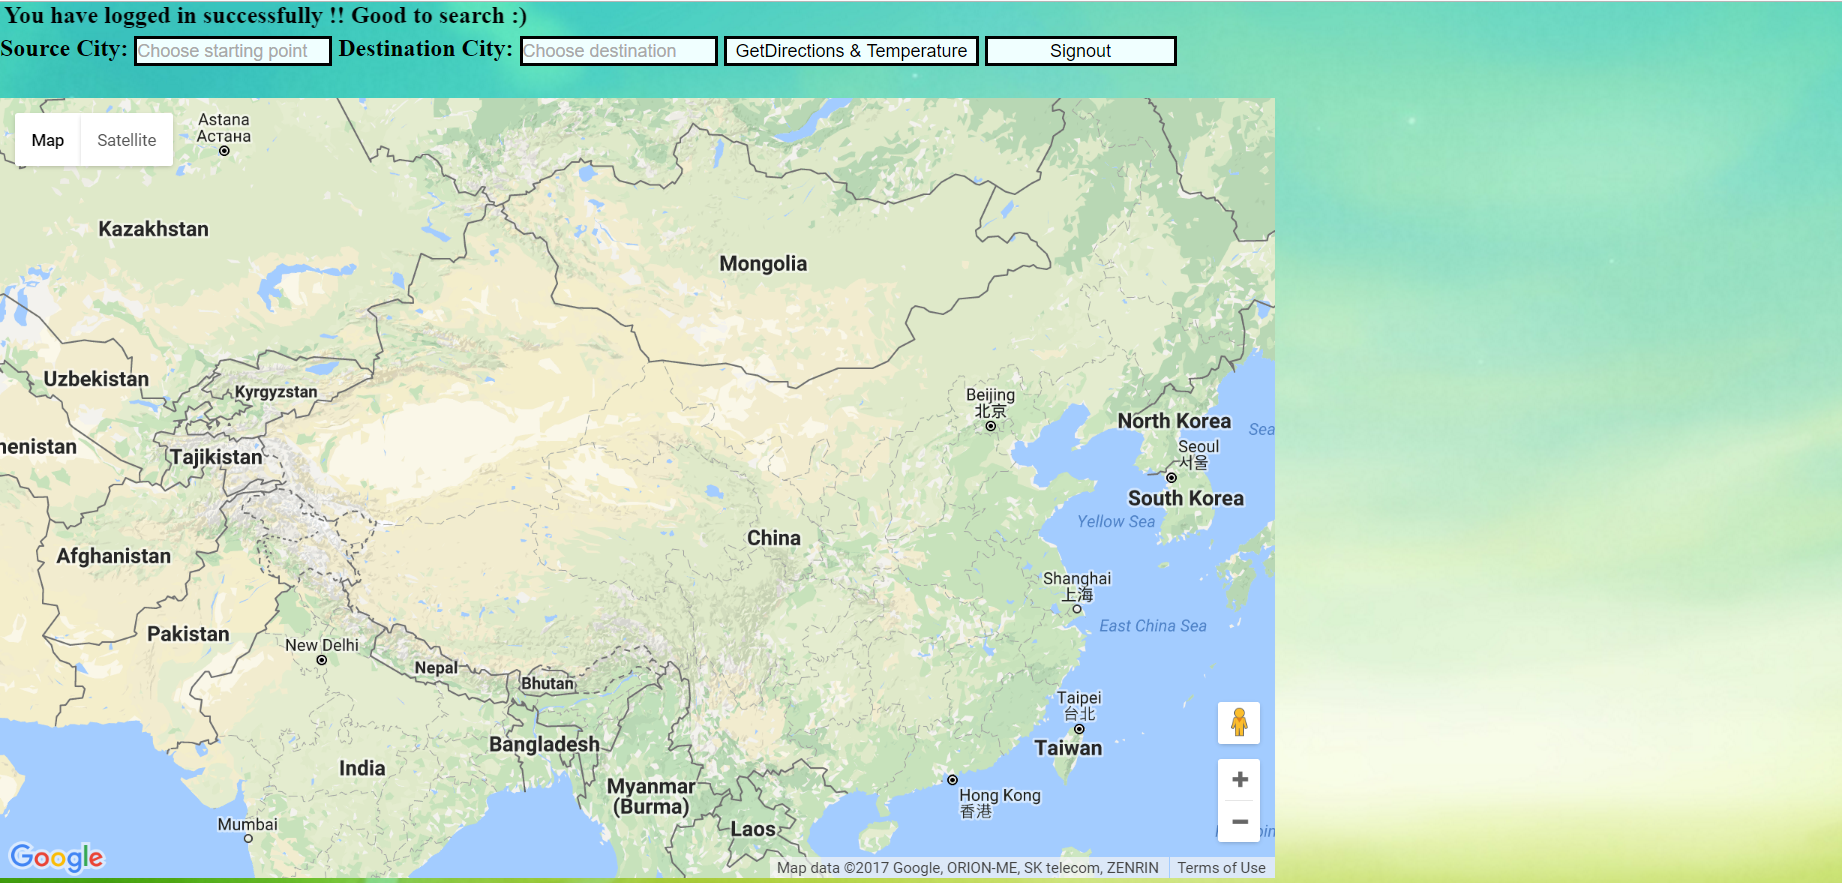 You have logged in successfully !! Good to search :)
Source City: Choose starting point Destination City: Choose destination GetDirections & Temperature Signout
Map Satellite
Astana
Астана
Kazakhstan
Mongolia
Uzbekistan
Kyrgyzstan
Beijing
北京
North Korea
Sea
menistan
Tajikistan
Seoul
서울
South Korea
Yellow Sea
China
Afghanistan
Shanghai
上海
East China Sea
Pakistan
New Delhi
Nepal
Bhutan
Taipei
台北
Taiwan
Bangladesh
India
Myanmar
(Burma)
Hong Kong
香港
Mumbai
Laos
Google
Map data ©2017 Google, ORION-ME, SK telecom, ZENRIN Terms of Use